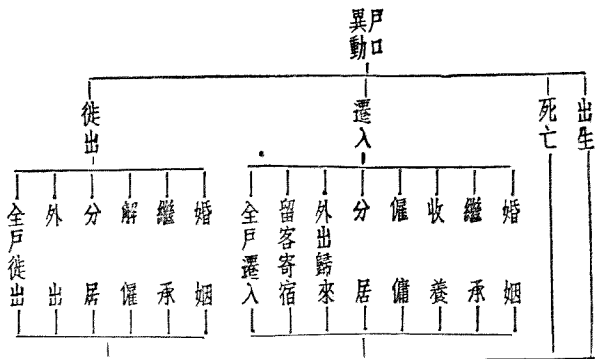 戶口
異動
出生
死亡
遷入
徙出
婚姻
繼承
收養
僱傭
分居
外出歸來
留客寄宿
全戶遷入
婚姻
繼承
解僱
分居
外出
全戶徙出